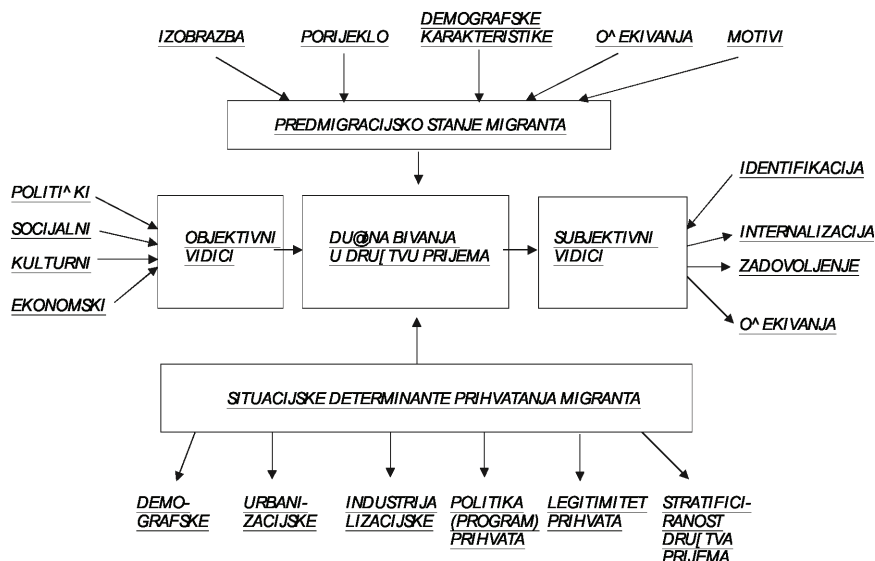 IZOBRAZBA
PORIJEKLO
DEMOGRAFSKE
KARAKTERISTIKE
O^ EKIVANJA
MOTIVI
PREDMIGRACIJSKO STANJE MIGRANTA
POLITI^ KI
SOCIJALNI
KULTURNI
EKONOMSKI
OBJEKTIVNI
VIDICI
DU@NA BIVANJA
U DRU[ TVU PRIJEMA
SUBJEKTIVNI
VIDICI
IDENTIFIKACIJA
INTERNALIZACIJA
ZADOVOLJENJE
O^ EKIVANJA
SITUACIJSKE DETERMINANTE PRIHVATANJA MIGRANTA
DEMO-
GRAFSKE
URBANI-
ZACIJSKE
INDUSTRIJA
LIZACIJSKE
POLITIKA
(PROGRAM)
PRIHVATA
LEGITIMITET
PRIHVATA
STRATIFICI-
RANOST
DRU[ TVA
PRIJEMA